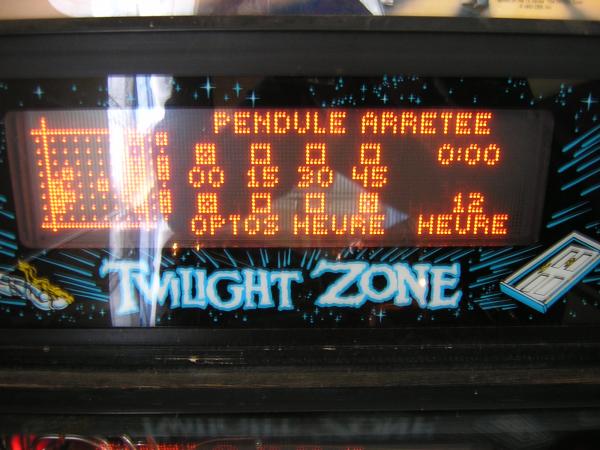 PENDULE ARRETEE
0:00
00 15 30 45
12
OPTOS HEURE HEURE
TWILIGHT ZONE